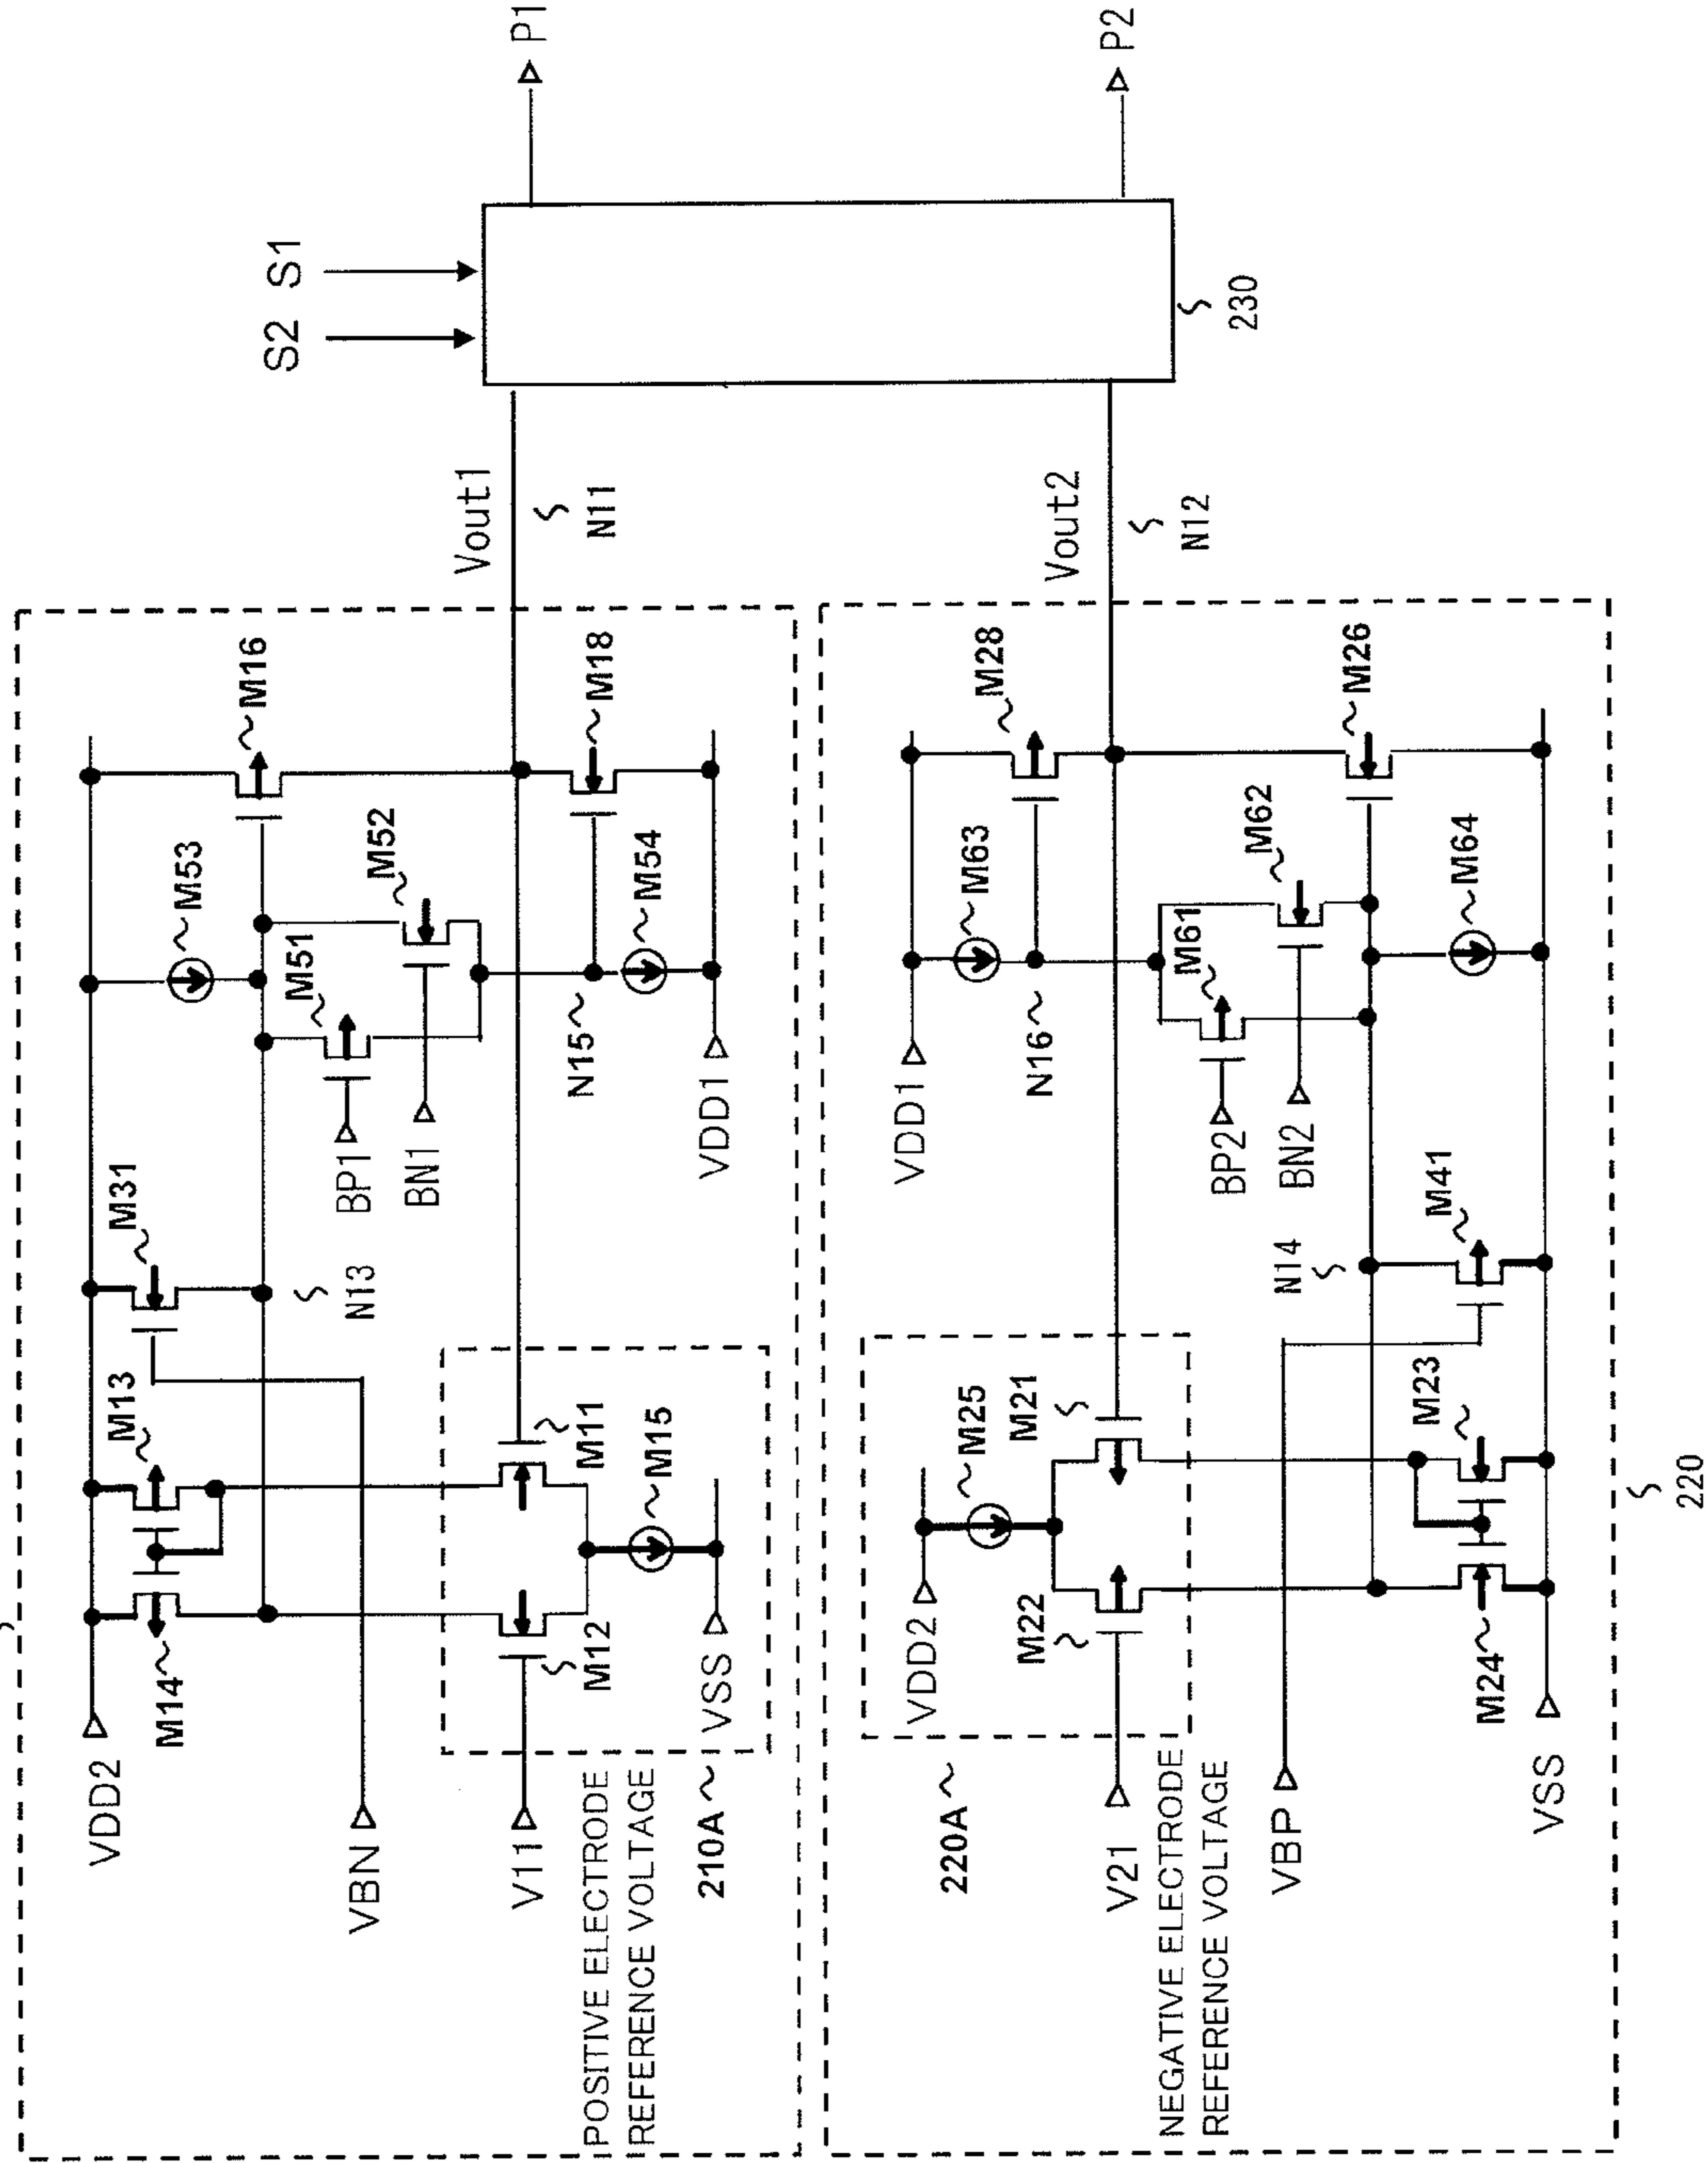 P1
P2
S1
S2
230
Vout1
N11
Vout2
N12
M16
M18
M53
M52
M51
M54
N15
BP1
BN1
VDD1
M31
N13
M13
M14
M11
M15
M12
VSS
VDD2
VBN
V11
210A
POSITIVE ELECTRODE
REFERENCE VOLTAGE
M28
M26
M63
M62
M61
M64
N16
VDD1
BP2
BN2
M41
N14
M25
M21
M23
M22
VDD2
M24
220A
V21
NEGATIVE ELECTRODE
REFERENCE VOLTAGE
VBP
VSS
220